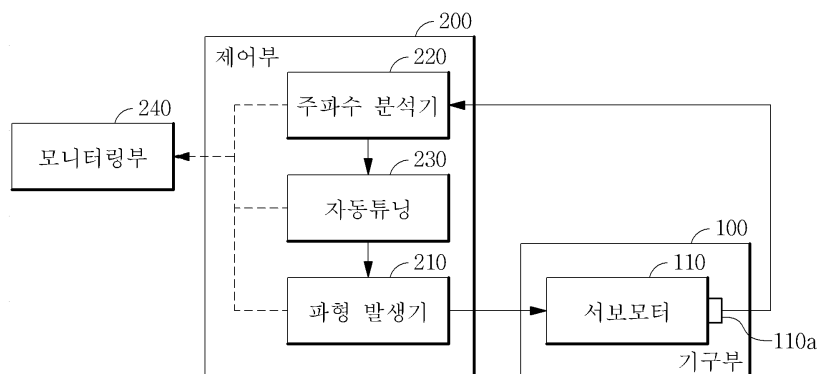 200
제어부
220
주파수 분석기
240
모니터링부
230
자동튜닝
100
210
파형 발생기
110
서보모터
110a
기구부